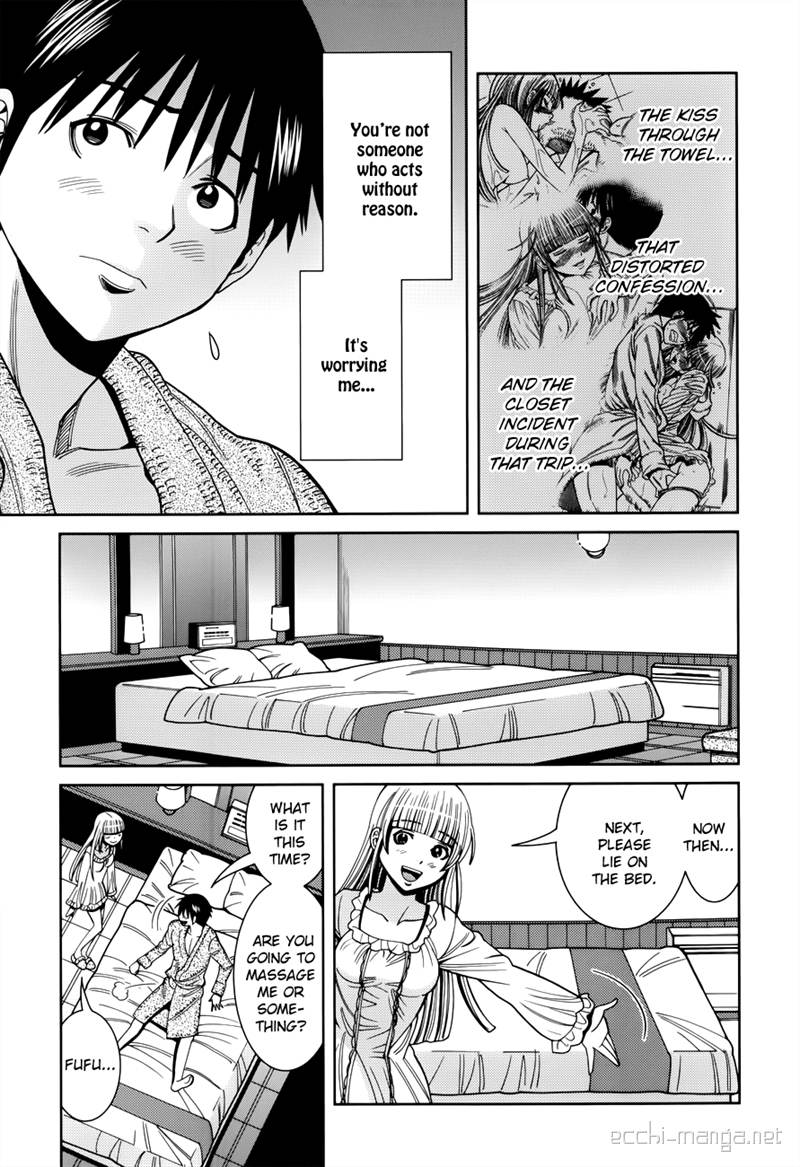 THE KISS
THROUGH
THE TOWEL...
THAT
DISTORTED
CONFESSION...
AND THE
CLOSET
INCIDENT
DURING
THAT TRIP...
You're not
someone
who acts
without
reason.
It's
worrying
me...
NOW
THEN...
NEXT,
PLEASE
LIE ON
THE BED.
WHAT
IS IT
THIS
TIME?
ARE YOU
GOING TO
MASSAGE
ME OR
SOME-
THING?
FUFU...
ecchi-manga.net